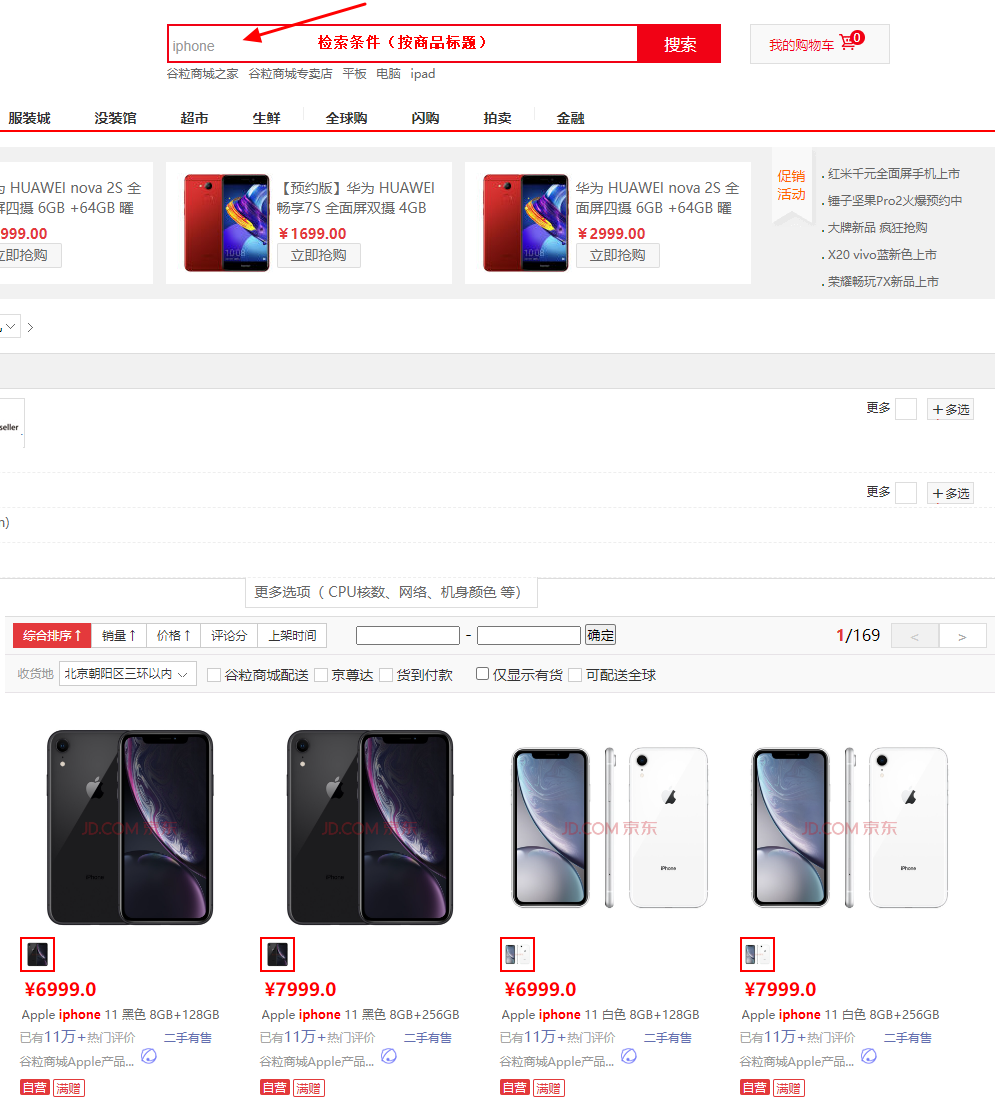 iphone 检索条件（按商品标题） 搜索 我的购物车 0
谷粒商城之家 谷粒商城专卖店 平板 电脑 ipad
服装城 没装馆 超市 生鲜 全球购 闪购 拍卖 金融
HUAWEI nova 2S 全
屏四摄 6GB +64GB 曜
999.00
立即抢购
【预约版】华为 HUAWEI
畅享7S 全面屏双摄 4GB
￥1699.00
立即抢购
华为 HUAWEI nova 2S 全
面屏四摄 6GB +64GB 曜
￥2999.00
立即抢购
促销
活动
. 红米千元全面屏手机上市
. 锤子坚果Pro2火爆预约中
. 大牌新品 疯狂抢购
. X20 vivo蓝新色上市
. 荣耀畅玩7X新品上市
>
seller
更多 +多选
更多 +多选
更多选项（ CPU核数、网络、机身颜色 等）
综合排序↑ 销量↑ 价格↑ 评论分 上架时间 - 确定 1/169 < >
收货地 北京朝阳区三环以内 谷粒商城配送 京尊达 货到付款 仅显示有货 可配送全球
JD.COM 京东 JD.COM 京东 JD.COM 京东 JD.COM 京东
iPhone iPhone iPhone iPhone
¥6999.0 ¥7999.0 ¥6999.0 ¥7999.0
Apple iphone 11 黑色 8GB+128GB Apple iphone 11 黑色 8GB+256GB Apple iphone 11 白色 8GB+128GB Apple iphone 11 白色 8GB+256GB
已有11万+热门评价 二手有售 已有11万+热门评价 二手有售 已有11万+热门评价 二手有售 已有11万+热门评价 二手有售
谷粒商城Apple产品... 谷粒商城Apple产品... 谷粒商城Apple产品... 谷粒商城Apple产品...
自营 满赠 自营 满赠 自营 满赠 自营 满赠